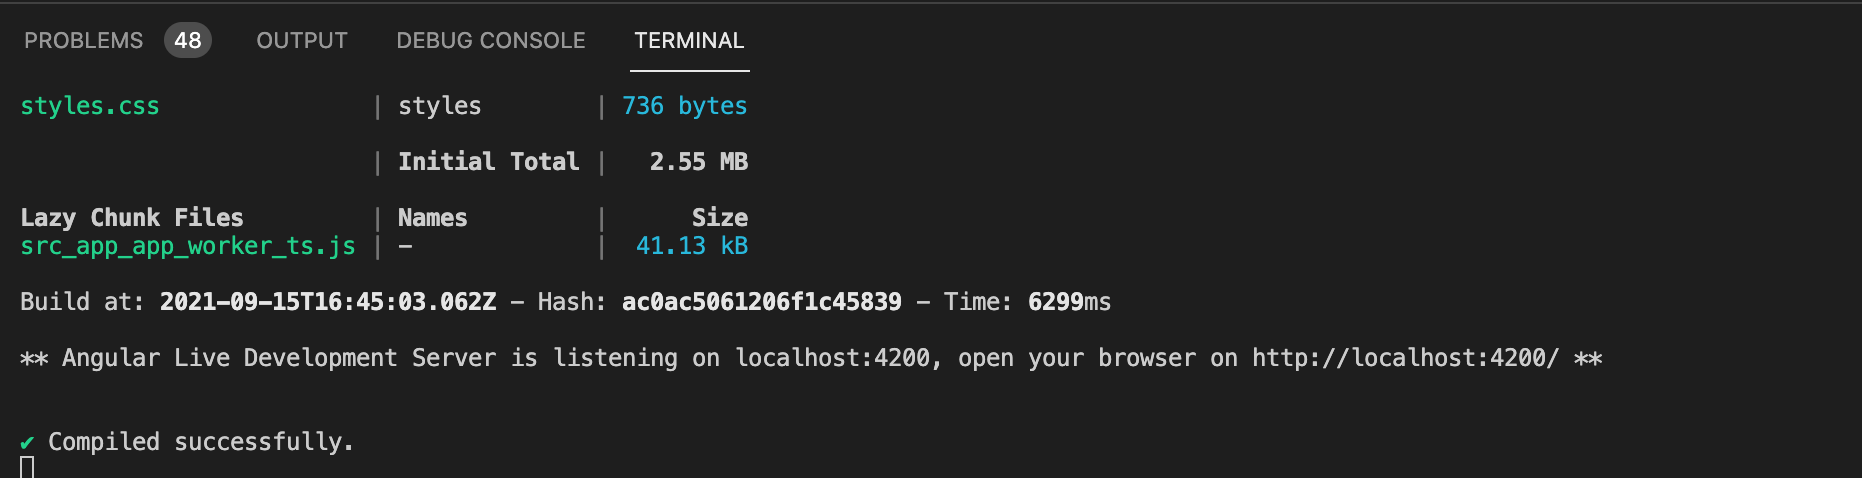 PROBLEMS 48 OUTPUT DEBUG CONSOLE TERMINAL
styles.css | styles | 736 bytes
| Initial Total | 2.55 MB
Lazy Chunk Files | Names | Size
src_app_app_worker_ts.js | - | 41.13 kB
Build at: 2021-09-15T16:45:03.062Z - Hash: ac0ac5061206f1c45839 - Time: 6299ms
** Angular Live Development Server is listening on localhost:4200, open your browser on http://localhost:4200/ **
✔ Compiled successfully.